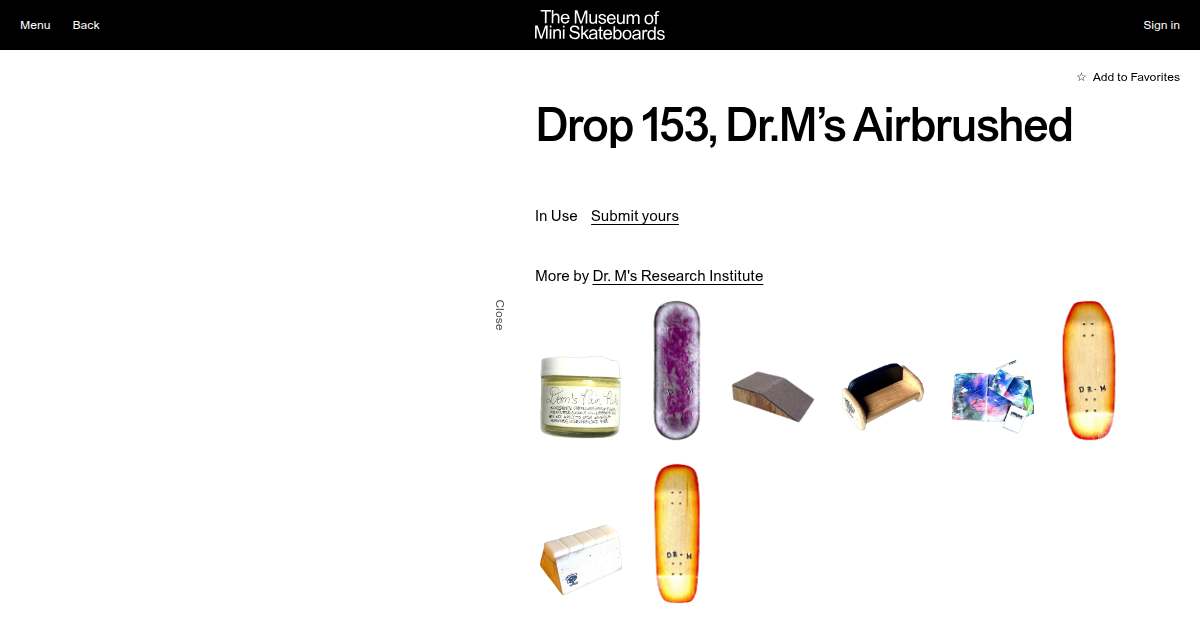 Menu
Back
The Museum of
Mini Skateboards
Sign in
☆ Add to Favorites
Drop 153, Dr.M’s Airbrushed
In Use Submit yours
More by Dr. M's Research Institute
Close
DR·M
DR·M